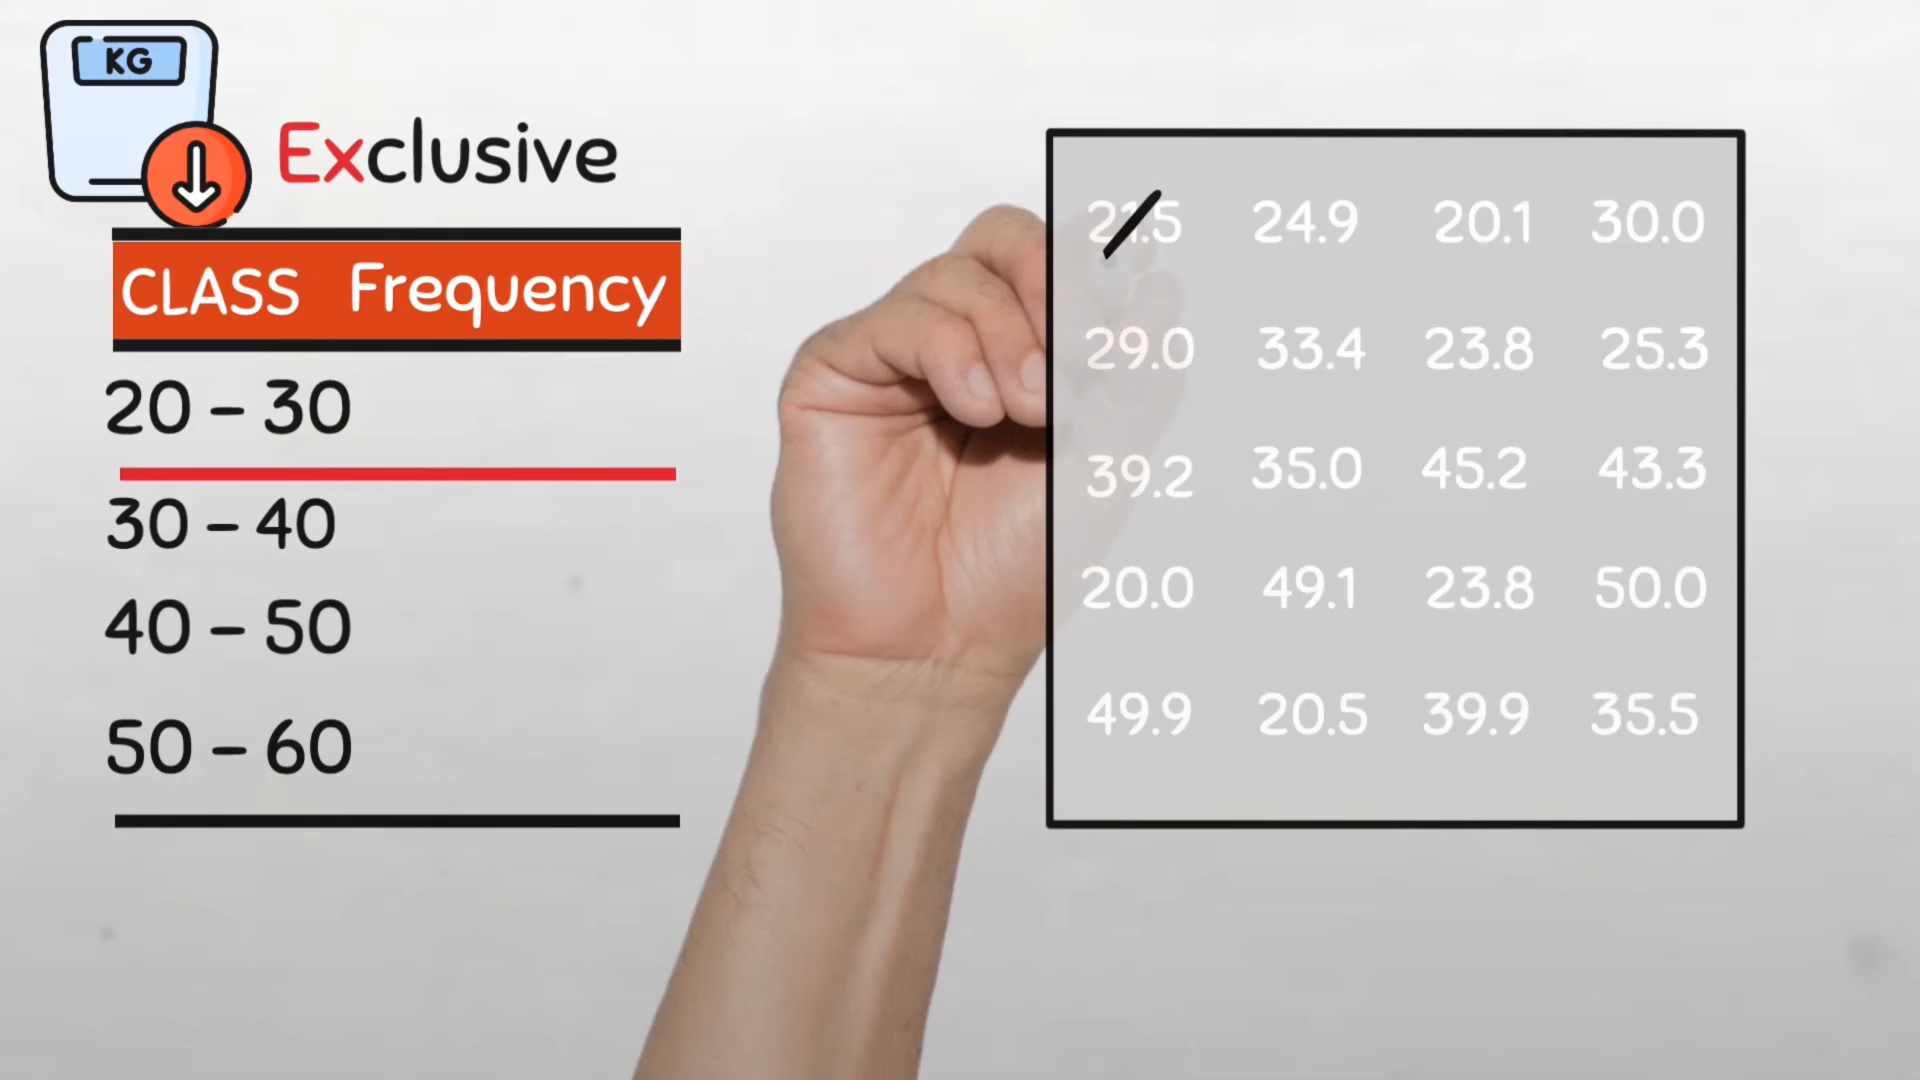 KG
Exclusive
CLASS Frequency
20 – 30
30 – 40
40 – 50
50 – 60
21.5 24.9 20.1 30.0
29.0 33.4 23.8 25.3
39.2 35.0 45.2 43.3
20.0 49.1 23.8 50.0
49.9 20.5 39.9 35.5